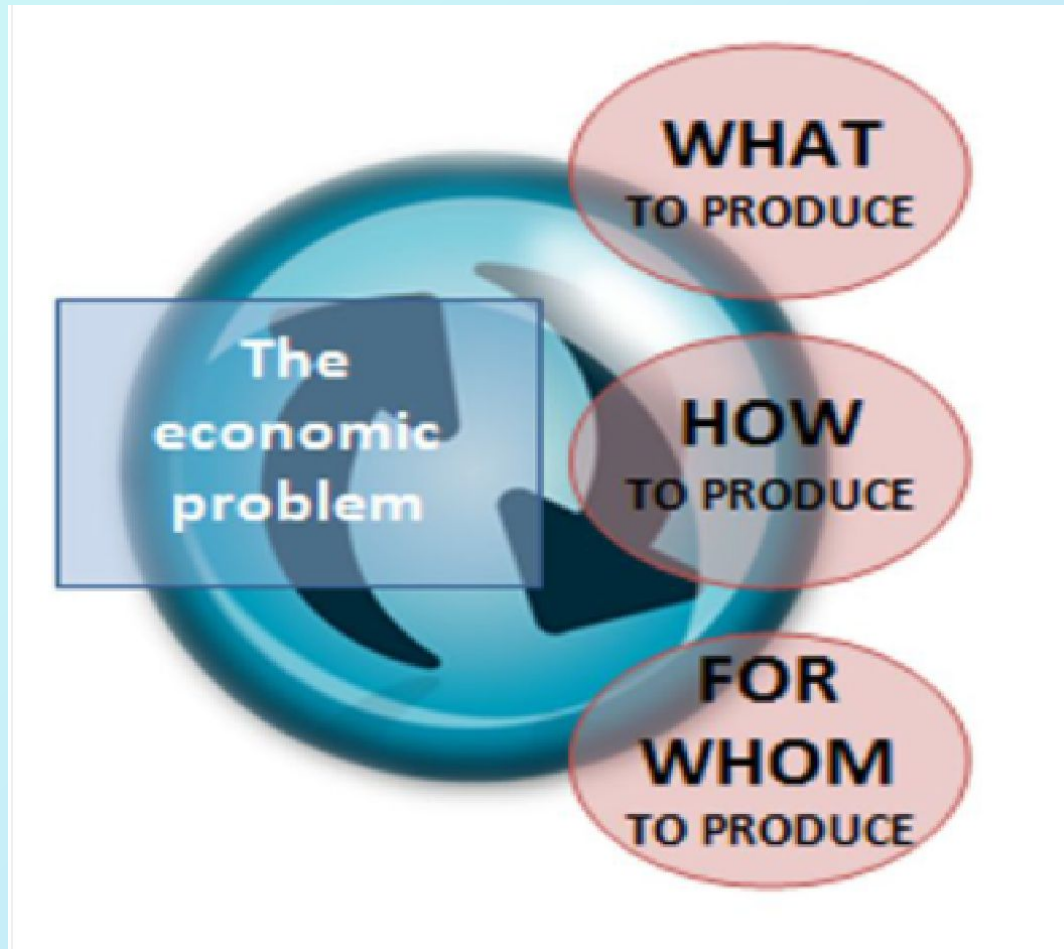 The
economic
problem
WHAT
TO PRODUCE
HOW
TO PRODUCE
FOR
WHOM
TO PRODUCE